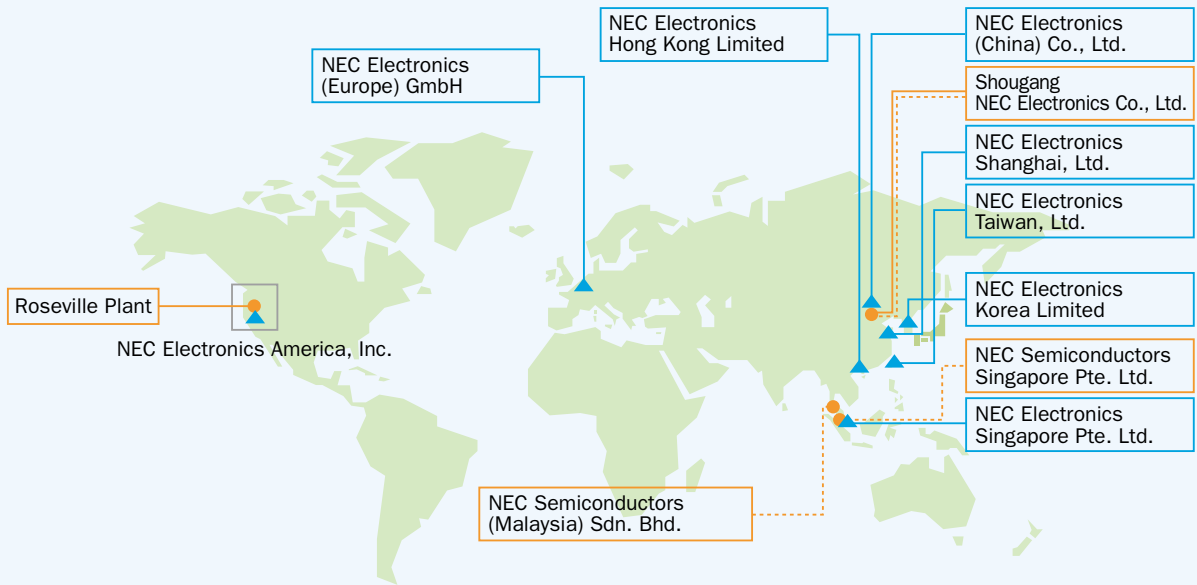 NEC Electronics
Hong Kong Limited
NEC Electronics
(China) Co., Ltd.
NEC Electronics
(Europe) GmbH
Shougang
NEC Electronics Co., Ltd.
NEC Electronics
Shanghai, Ltd.
NEC Electronics
Taiwan, Ltd.
Roseville Plant
NEC Electronics America, Inc.
NEC Electronics
Korea Limited
NEC Semiconductors
Singapore Pte. Ltd.
NEC Electronics
Singapore Pte. Ltd.
NEC Semiconductors
(Malaysia) Sdn. Bhd.